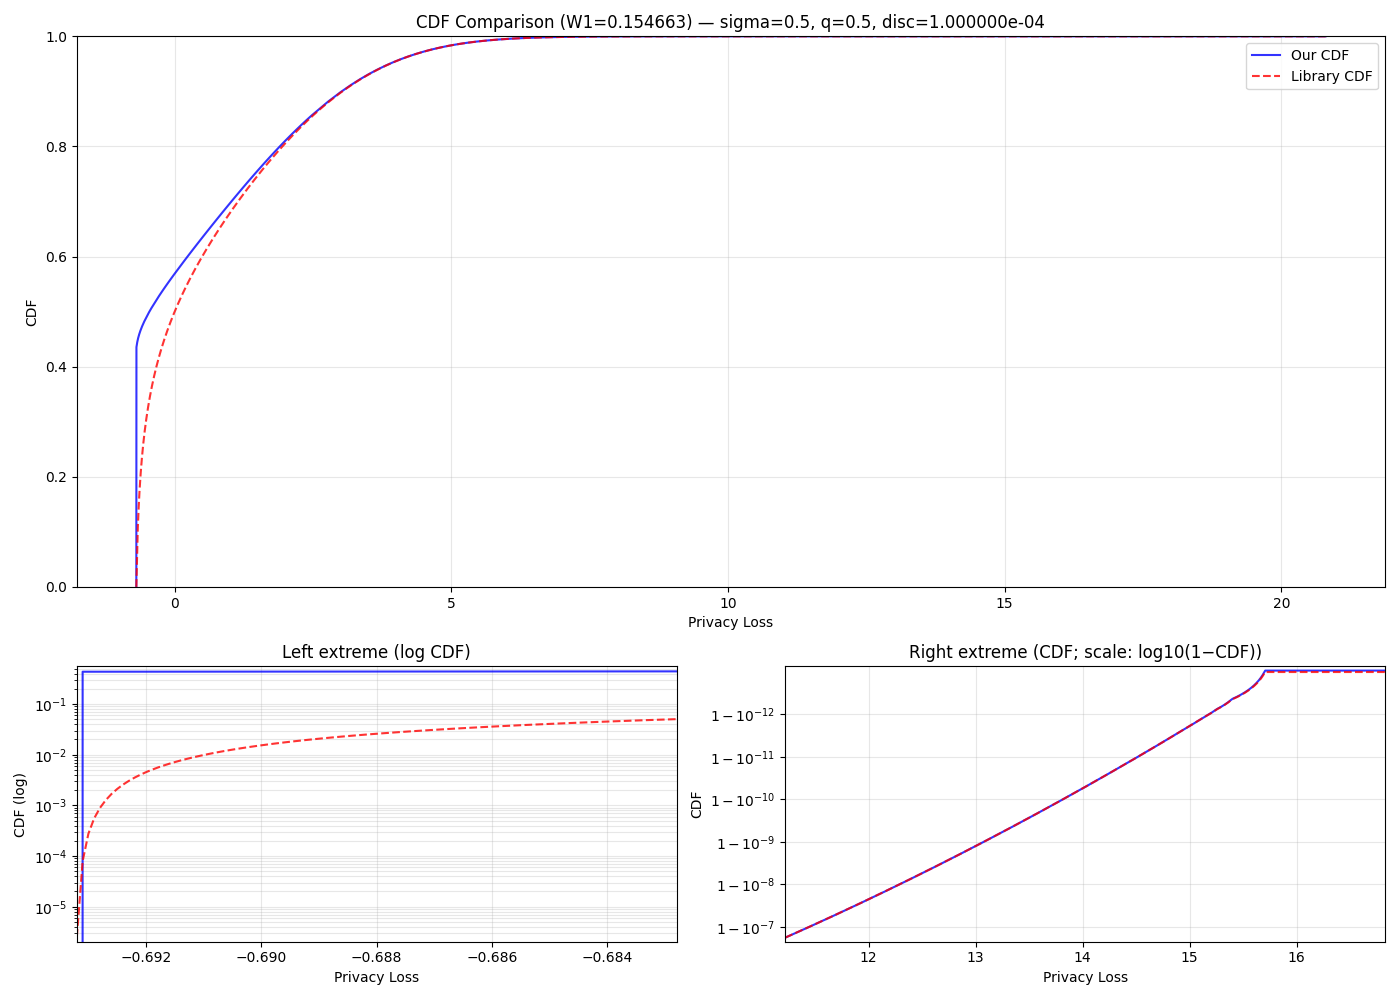 CDF Comparison (W1=0.154663) — sigma=0.5, q=0.5, disc=1.000000e-04
1.0
0.8
0.6
0.4
0.2
0.0
CDF
Our CDF
Library CDF
0 5 10 15 20
Privacy Loss
Left extreme (log CDF)
10⁻¹
10⁻²
10⁻³
10⁻⁴
10⁻⁵
CDF (log)
−0.692 −0.690 −0.688 −0.686 −0.684
Privacy Loss
Right extreme (CDF; scale: log10(1−CDF))
1 − 10⁻¹²
1 − 10⁻¹¹
1 − 10⁻¹⁰
1 − 10⁻⁹
1 − 10⁻⁸
1 − 10⁻⁷
CDF
12 13 14 15 16
Privacy Loss